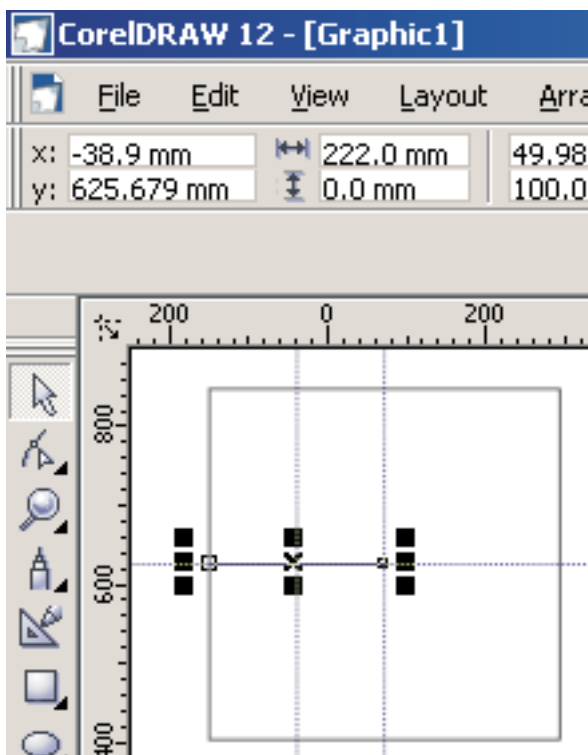 CorelDRAW 12 - [Graphic1]
File Edit View Layout Arra
x: -38.9 mm 222.0 mm 49.98
y: 625.679 mm 0.0 mm 100.0
200 0 200
800
600
400